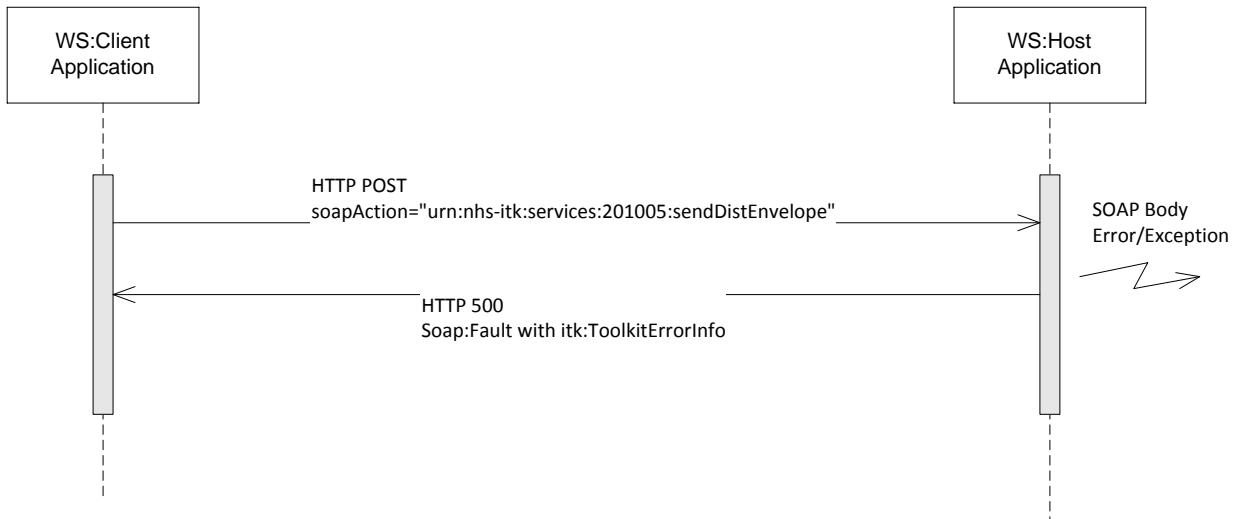 WS:Client
Application
WS:Host
Application
HTTP POST
soapAction="urn:nhs-itk:services:201005:sendDistEnvelope"
SOAP Body
Error/Exception
HTTP 500
Soap:Fault with itk:ToolkitErrorInfo